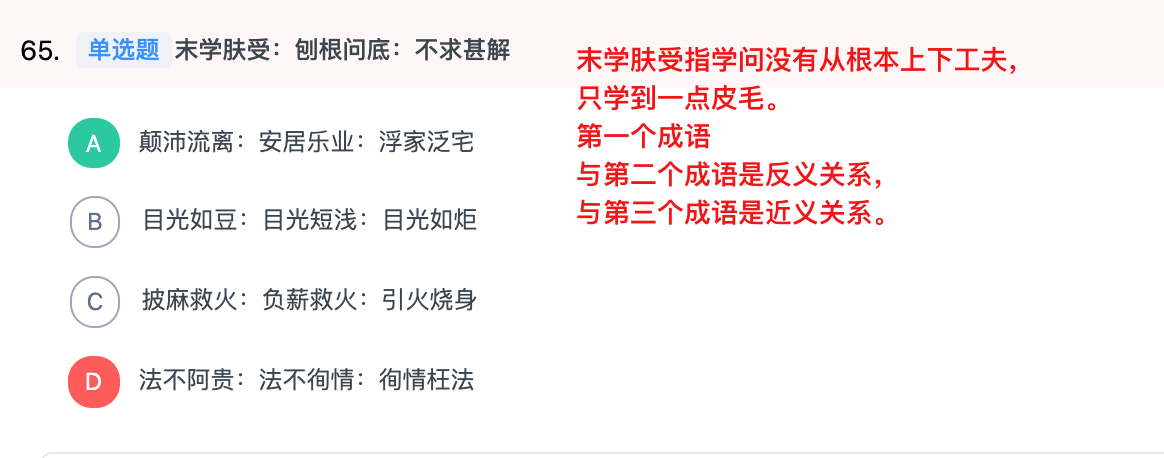 65. 单选题 末学肤受：刨根问底：不求甚解
末学肤受指学问没有从根本上下工夫，
只学到一点皮毛。
第一个成语
与第二个成语是反义关系，
与第三个成语是近义关系。
A 颠沛流离：安居乐业：浮家泛宅
B 目光如豆：目光短浅：目光如炬
C 披麻救火：负薪救火：引火烧身
D 法不阿贵：法不徇情：徇情枉法